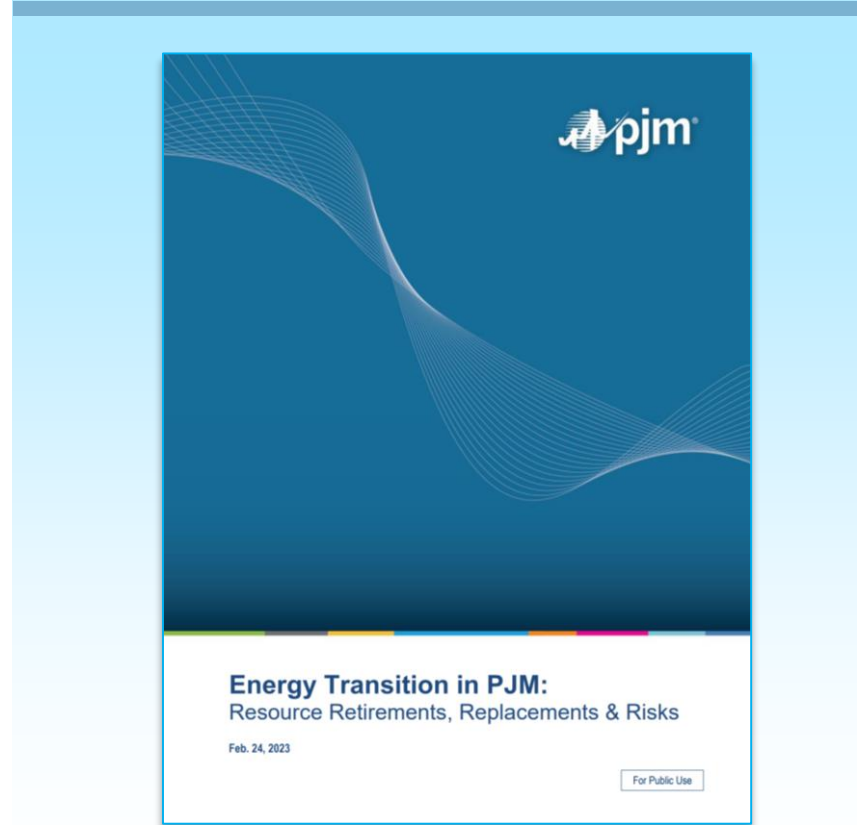 pjm®
Energy Transition in PJM:
Resource Retirements, Replacements & Risks
Feb. 24, 2023
For Public Use